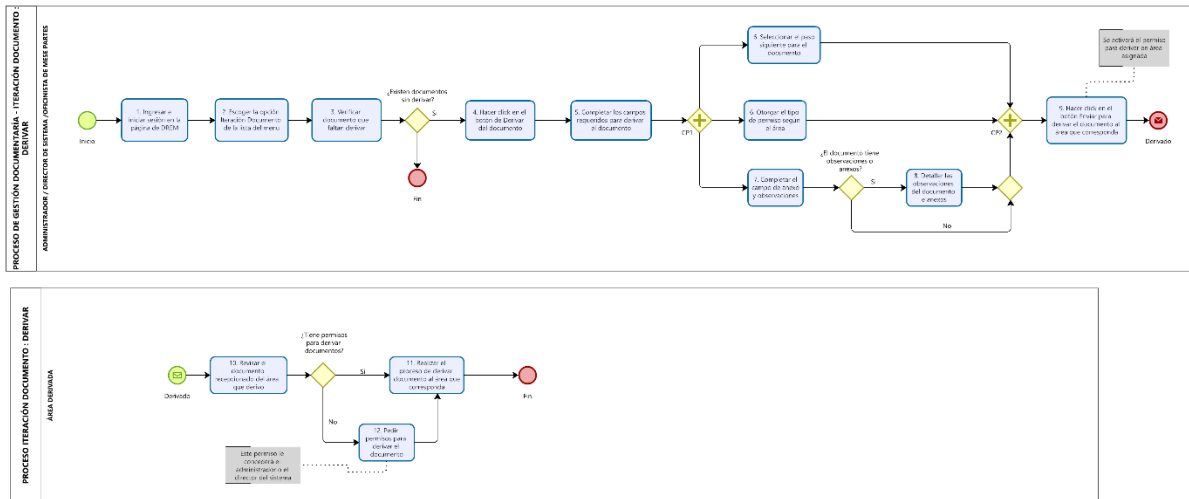 PROCESO DE GESTIÓN DOCUMENTARÍA - ITERACIÓN DOCUMENTO :
DERIVAR
ADMINISTRADOR / DIRECTOR DE SISTEMA /OFICINISTA DE MESE PARTES
Inicio
1. Ingresar e
iniciar sesión en la
página de DREM
2. Escoger la opción
Iteración Documento
de la lista del menu
3. Verificar
documento que
faltan derivar
¿Existen documentos
sin derivar?
Si
Fin
4. Hacer click en el
botón de Derivar
del documento
5. Completar los campos
requeridos para derivar
el documento
CP1
6. Seleccionar el paso
siguiente para el
documento
6. Otorgar el tipo
de permiso según
al área
7. Completar el
campo de anexo
y observaciones
¿El documento tiene
observaciones o
anexos?
Si
No
8. Detallar las
observaciones
del documento
o anexos
CP2
Se activará el permiso
para derivar un área
asignada
9. Hacer click en el
botón Enviar para
derivar el documento al
área que corresponda
Derivado
PROCESO ITERACIÓN DOCUMENTO : DERIVAR
ÁREA DERIVADA
Derivada
10. Revisar el
documento
recepcionado del área
que derivo
¿Tiene permisos
para derivar
documentos?
Si
No
11. Realizar el
proceso de derivar
documento al área que
corresponda
Fin
12. Pedir
permisos para
derivar el
documento
Este permiso le
concederá el
administrador o el
director del sistema